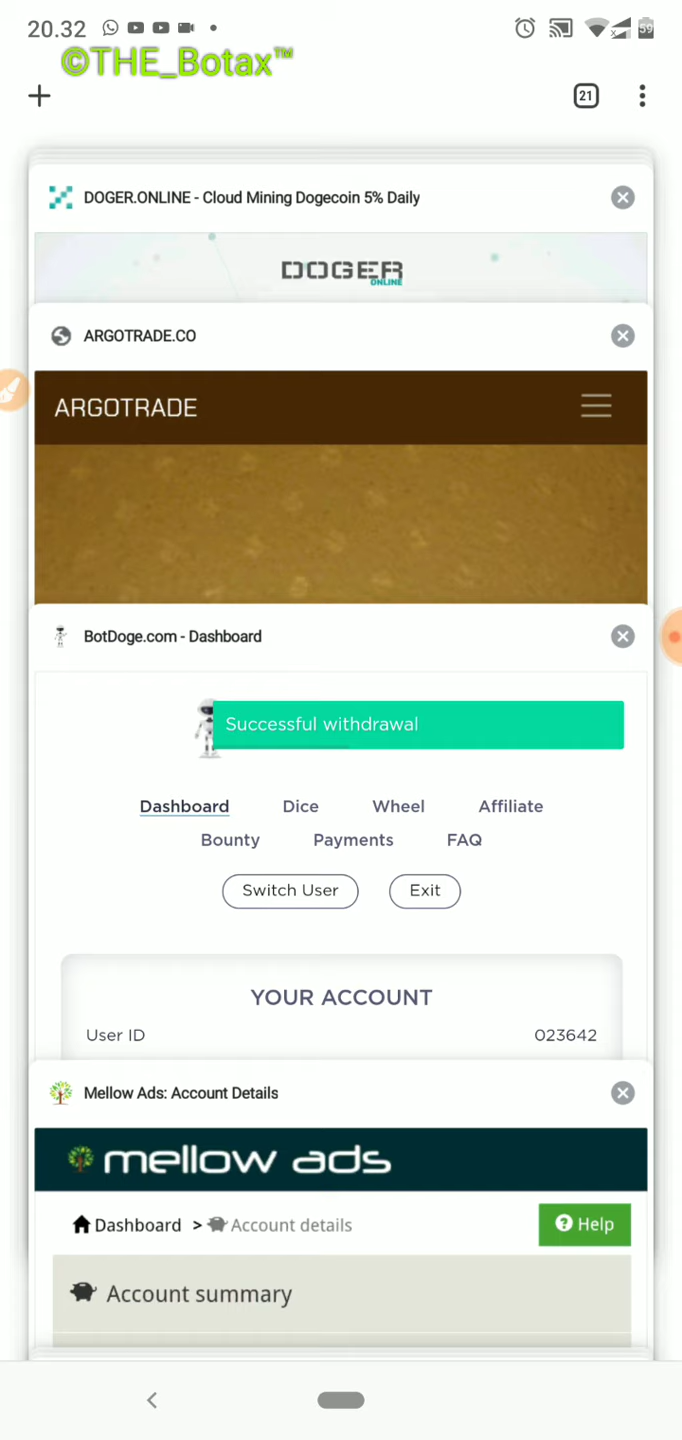 20.32
59
©THE_Botax™
21
DOGER.ONLINE - Cloud Mining Dogecoin 5% Daily
DOGER
ONLINE
ARGOTRADE.CO
ARGOTRADE
BotDoge.com - Dashboard
Successful withdrawal
Dashboard Dice Wheel Affiliate
Bounty Payments FAQ
Switch User Exit
YOUR ACCOUNT
User ID 023642
Mellow Ads: Account Details
mellow ads
Dashboard > Account details
Help
Account summary